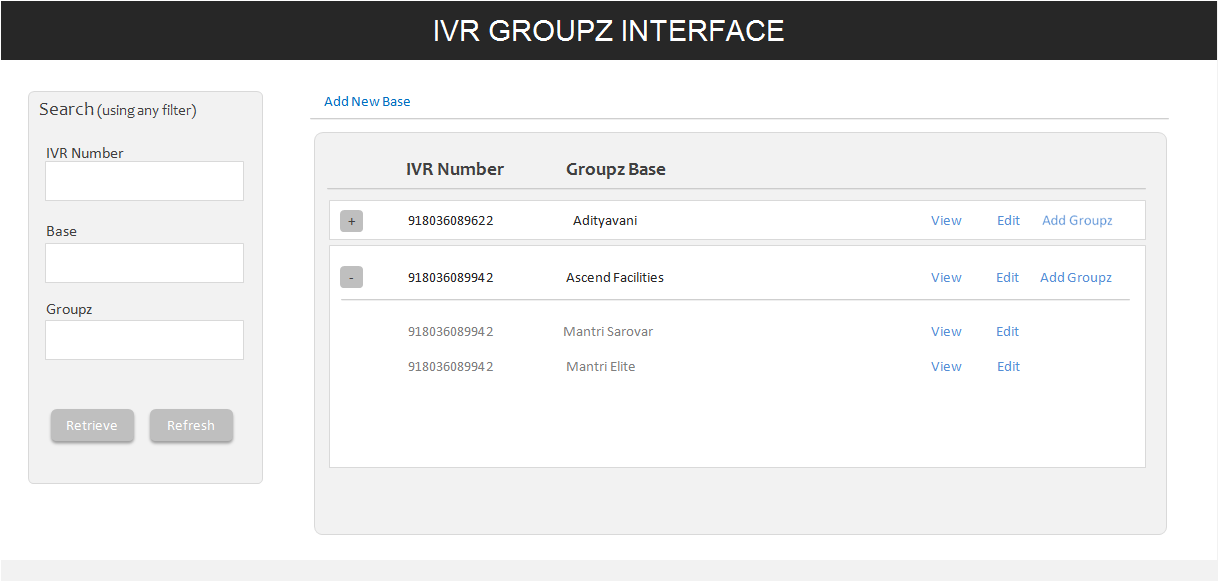 IVR GROUPZ INTERFACE
Search (using any filter)
IVR Number
Base
Groupz
Retrieve Refresh
Add New Base
IVR Number Groupz Base
+ 918036089622 Adityavani View Edit Add Groupz
- 918036089942 Ascend Facilities View Edit Add Groupz
918036089942 Mantri Sarovar View Edit
918036089942 Mantri Elite View Edit